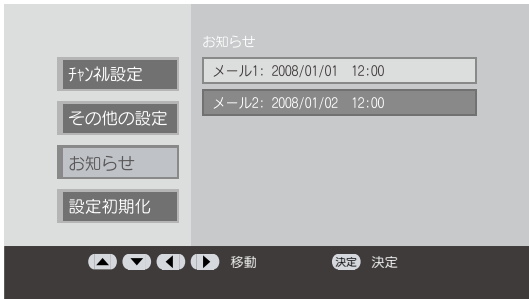 お知らせ
ﾁｬﾝﾈﾙ設定
メール1: 2008/01/01 12:00
その他の設定
メール2: 2008/01/02 12:00
お知らせ
設定初期化
移動
決定 決定